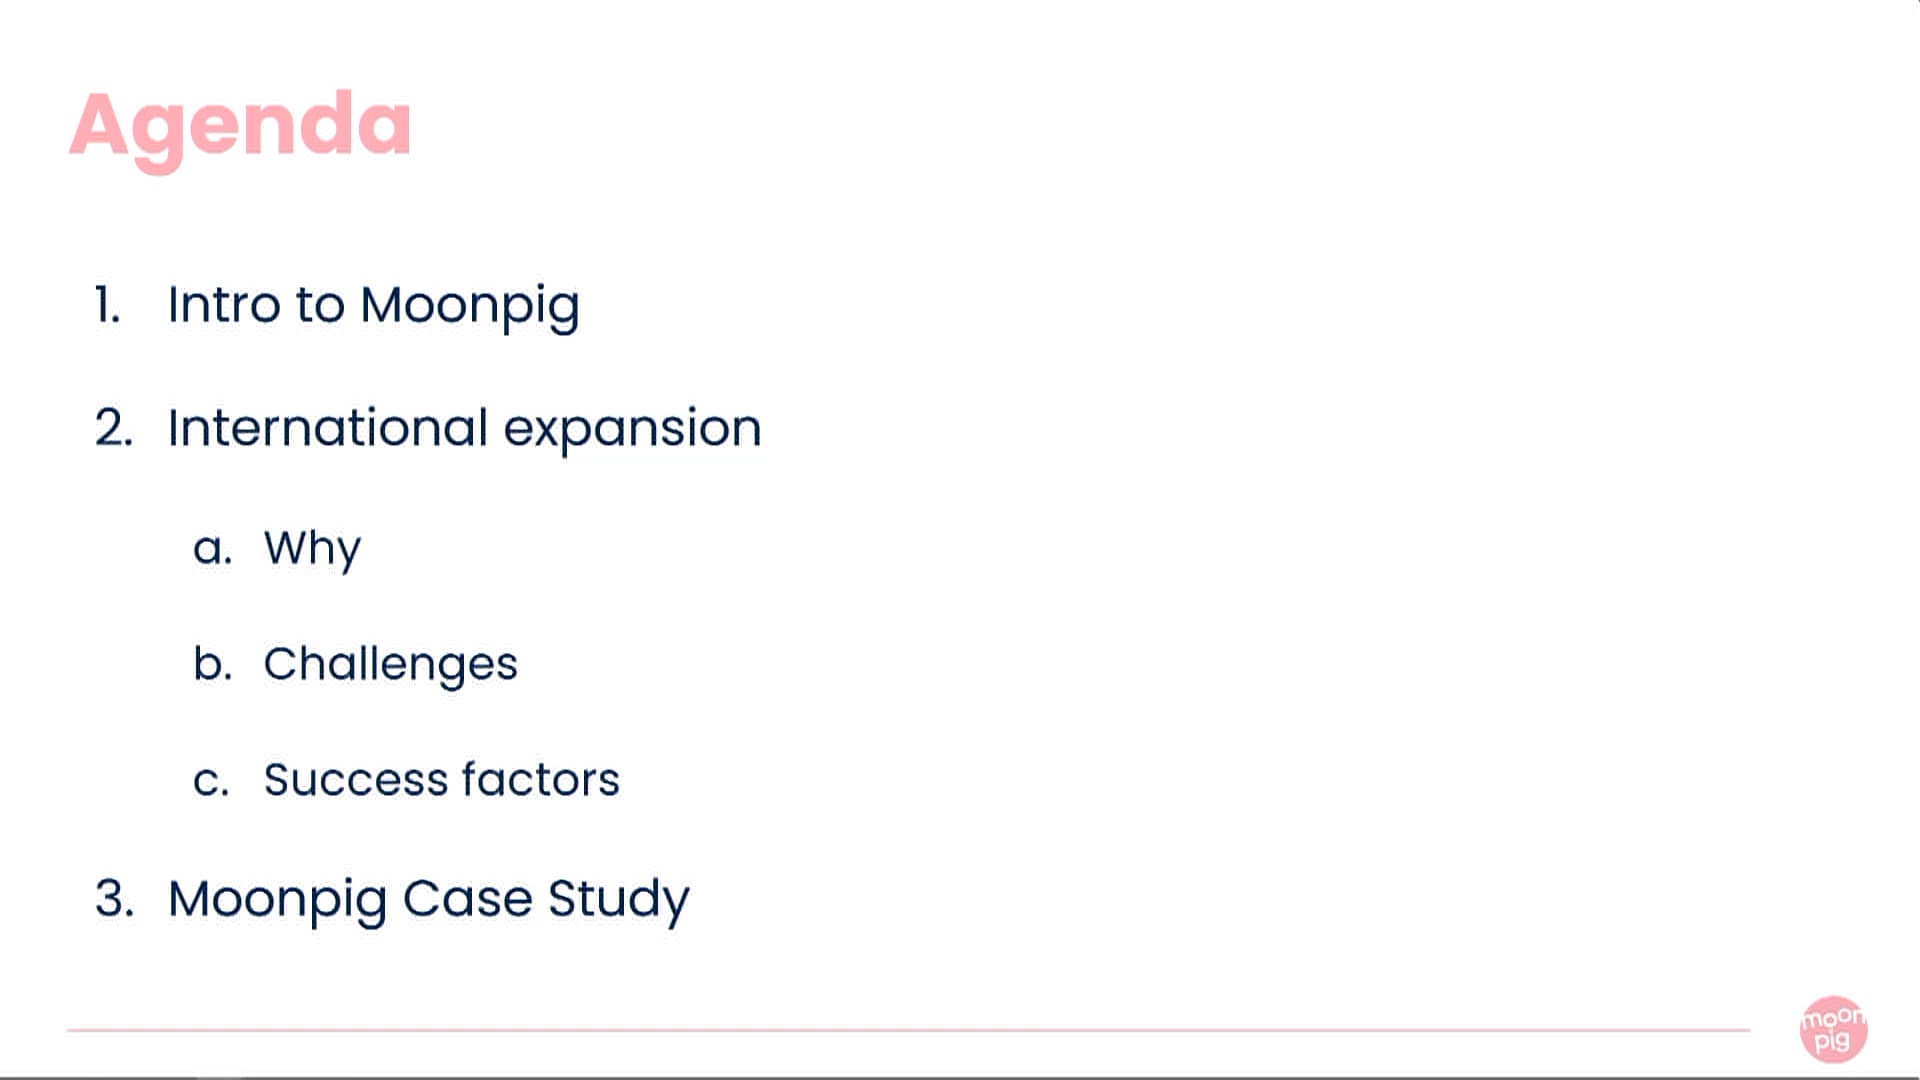 Agenda
1. Intro to Moonpig
2. International expansion
a. Why
b. Challenges
c. Success factors
3. Moonpig Case Study
moon
pig